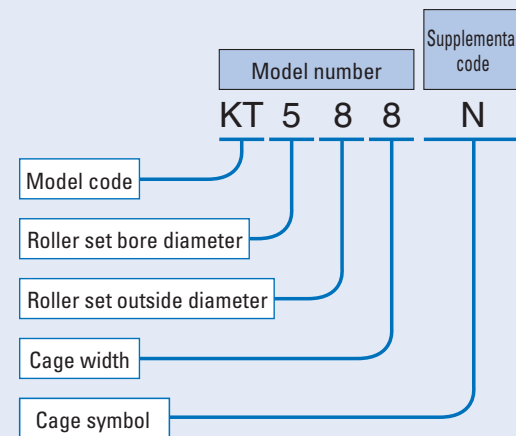 Supplementa
code
Model number
KT 5 8 8 N
Model code
Roller set bore diameter
Roller set outside diameter
Cage width
Cage symbol